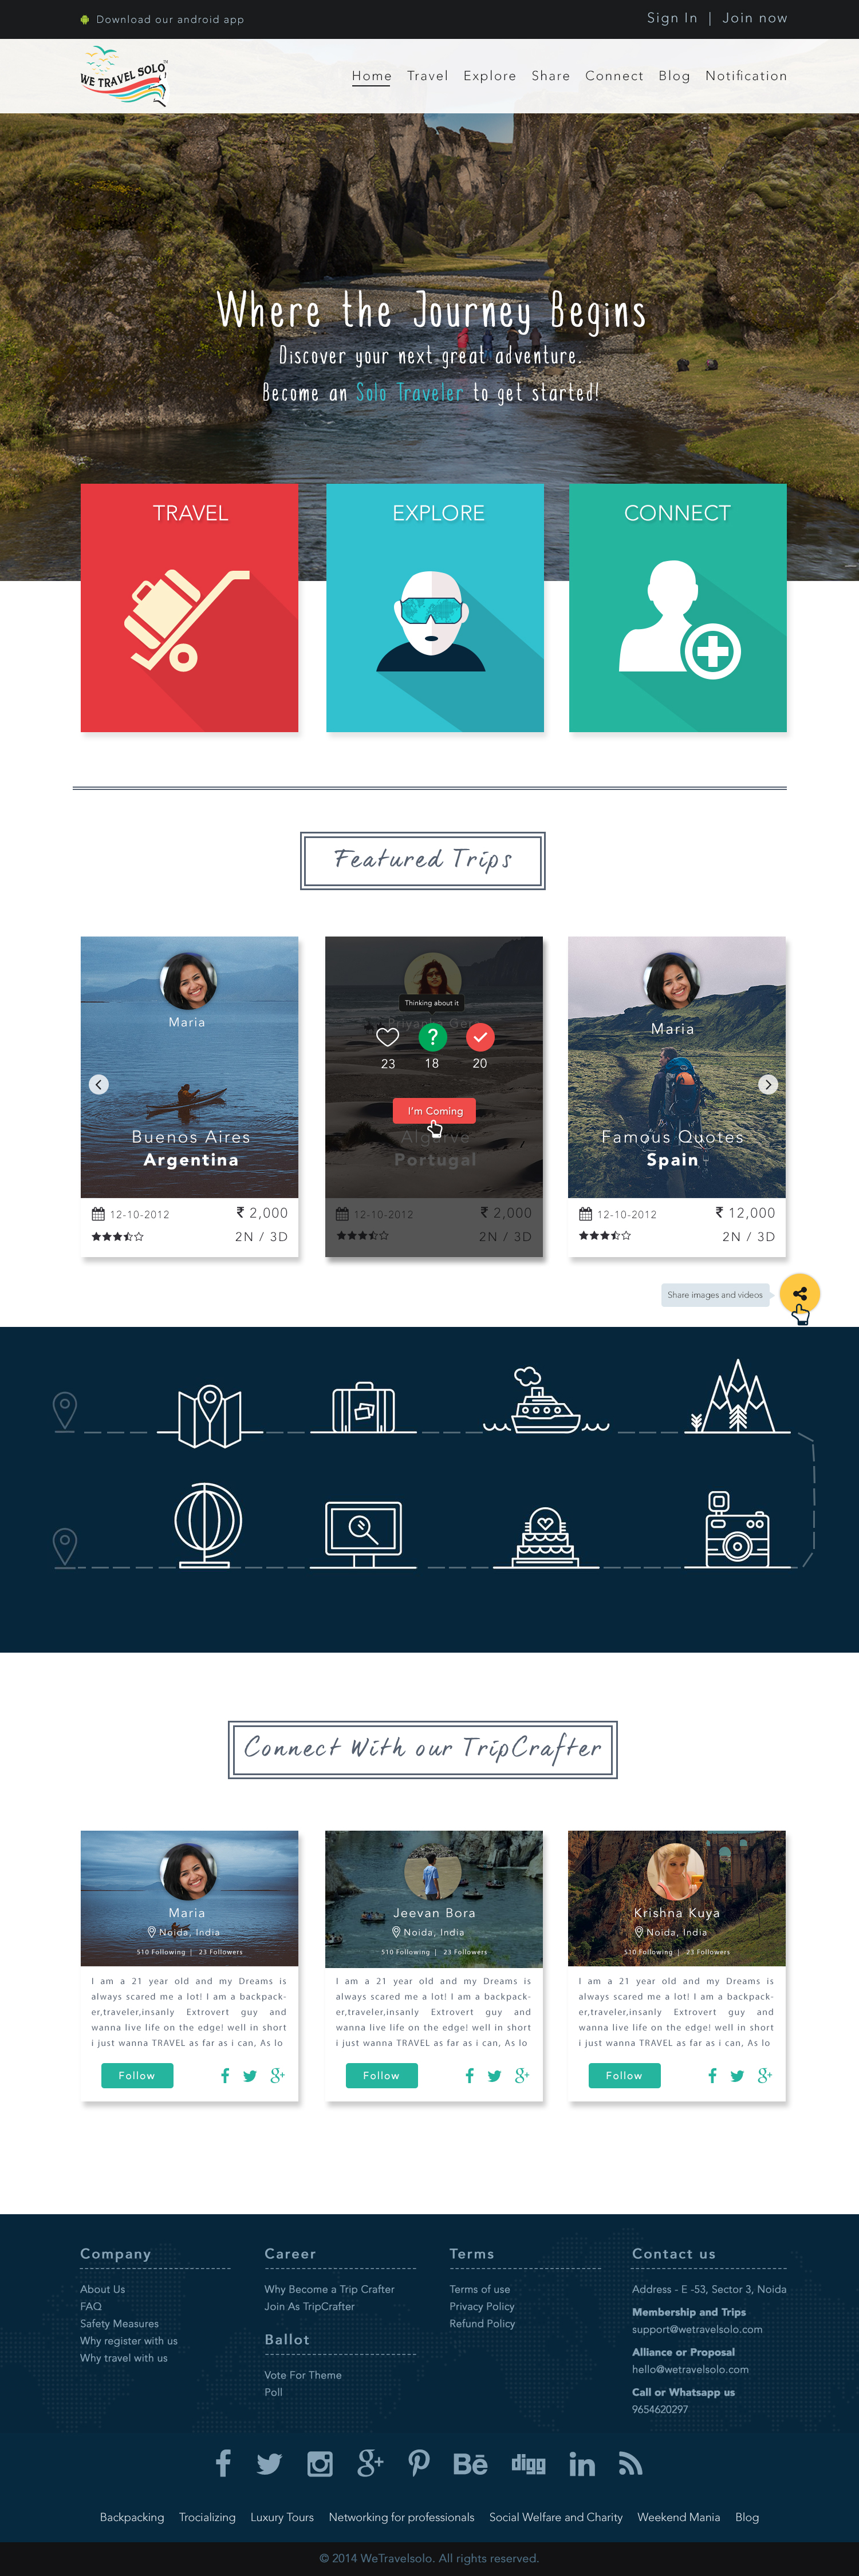 Download our android app
Sign In | Join now
WE TRAVEL SOLO
Home Travel Explore Share Connect Blog Notification
Where the Journey Begins
Discover your next great adventure.
Become an Solo Traveler to get started!
TRAVEL
EXPLORE
CONNECT
Featured Trips
Maria
Buenos Aires
Argentina
12-10-2012
₹ 2,000
2N / 3D
Thinking about it
23
18
20
I'm Coming
Algarve
Portugal
12-10-2012
₹ 2,000
2N / 3D
Maria
Famous Quotes
Spain
12-10-2012
₹ 12,000
2N / 3D
Share images and videos
Connect With our TripCrafter
Maria
Noida, India
510 Following | 23 Followers
I am a 21 year old and my Dreams is
always scared me a lot! I am a backpack-
er,traveler,insanly Extrovert guy and
wanna live life on the edge! well in short
i just wanna TRAVEL as far as i can, As lo
Follow
Jeevan Bora
Noida, India
510 Following | 23 Followers
I am a 21 year old and my Dreams is
always scared me a lot! I am a backpack-
er,traveler,insanly Extrovert guy and
wanna live life on the edge! well in short
i just wanna TRAVEL as far as i can, As lo
Follow
Krishna Kuya
Noida, India
510 Following | 23 Followers
I am a 21 year old and my Dreams is
always scared me a lot! I am a backpack-
er,traveler,insanly Extrovert guy and
wanna live life on the edge! well in short
i just wanna TRAVEL as far as i can, As lo
Follow
Company
About Us
FAQ
Safety Measures
Why register with us
Why travel with us
Career
Why Become a Trip Crafter
Join As TripCrafter
Ballot
Vote For Theme
Poll
Terms
Terms of use
Privacy Policy
Refund Policy
Contact us
Address - E -53, Sector 3, Noida
Membership and Trips
support@wetravelsolo.com
Alliance or Proposal
hello@wetravelsolo.com
Call or Whatsapp us
9654620297
Bē
digg
in
Backpacking Trocializing Luxury Tours Networking for professionals Social Welfare and Charity Weekend Mania Blog
© 2014 WeTravelsolo. All rights reserved.